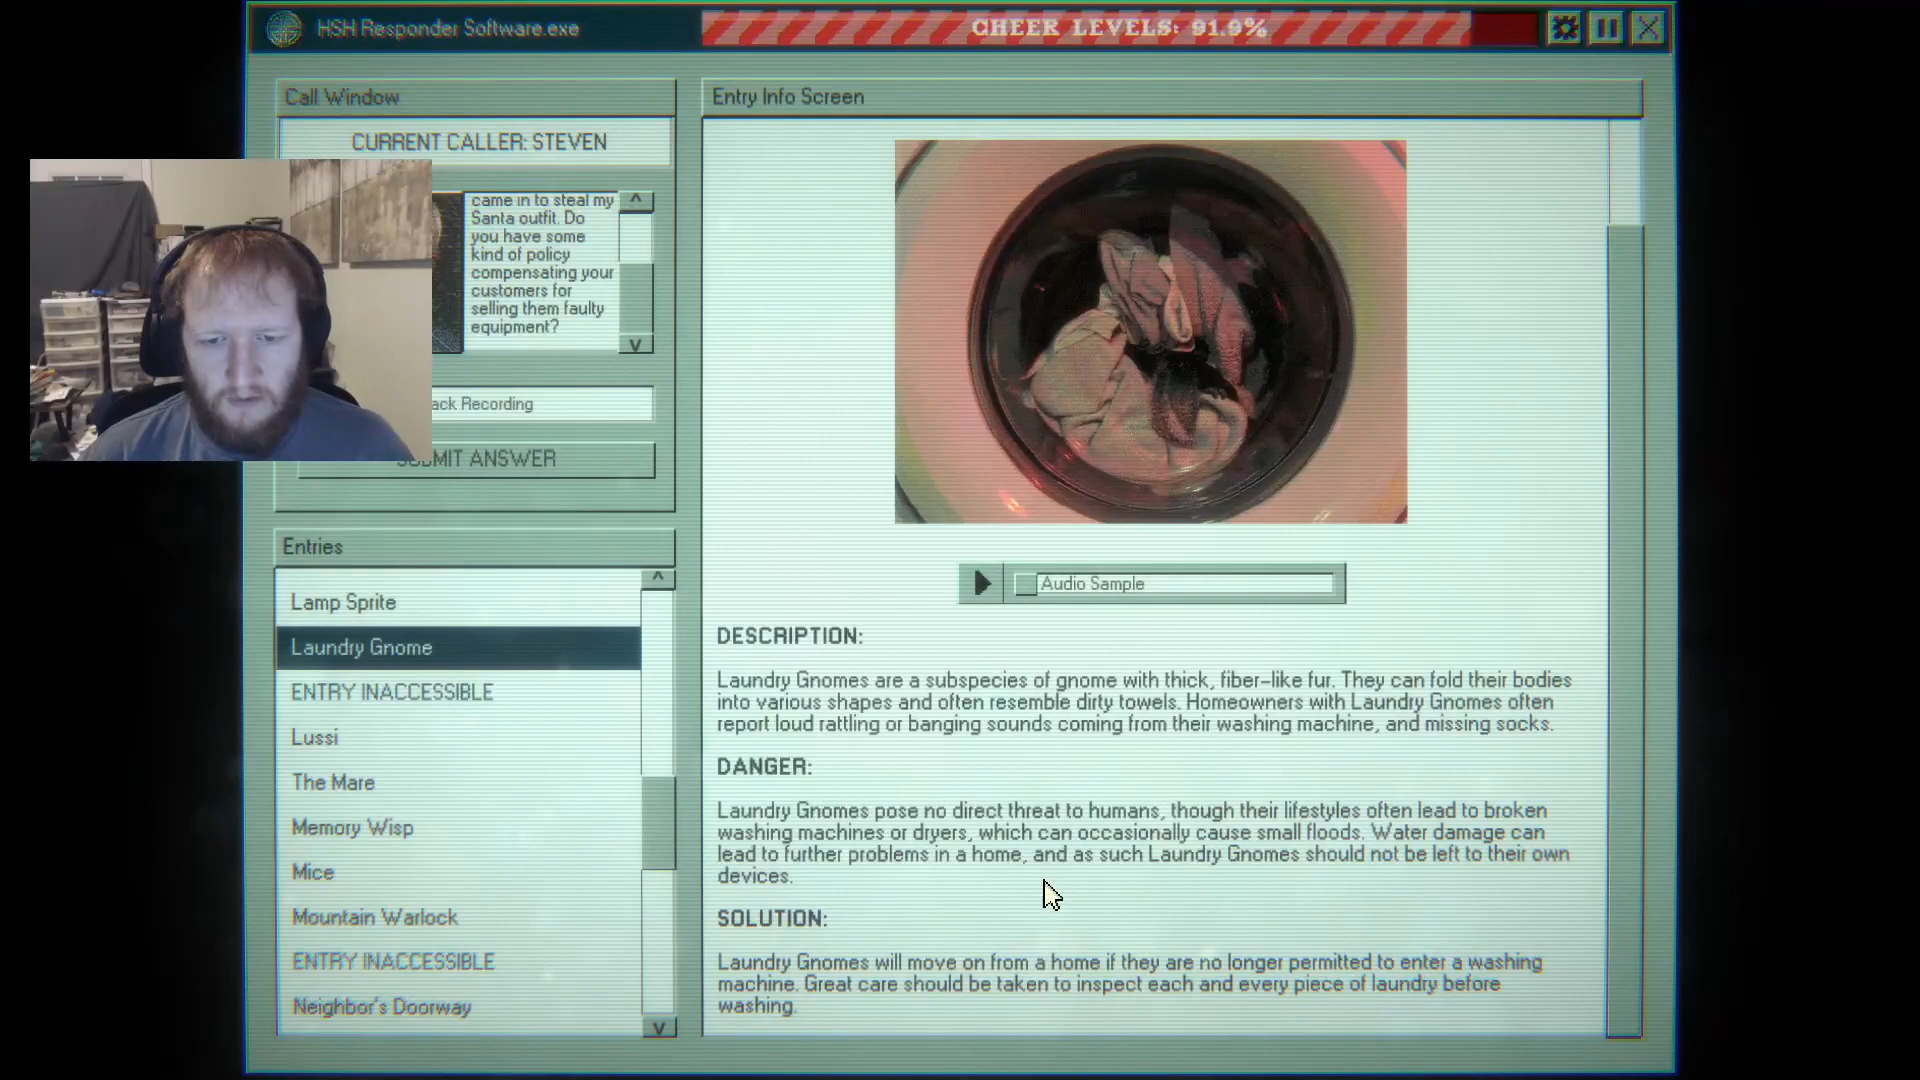 HSH Responder Software.exe
CHEER LEVELS: 91.9%
Call Window
CURRENT CALLER: STEVEN
came in to steal my
Santa outfit. Do
you have some
kind of policy
compensating your
customers for
selling them faulty
equipment?
ack Recording
SUBMIT ANSWER
Entries
Lamp Sprite
Laundry Gnome
ENTRY INACCESSIBLE
Lussi
The Mare
Memory Wisp
Mice
Mountain Warlock
ENTRY INACCESSIBLE
Neighbor's Doorway
Entry Info Screen
Audio Sample
DESCRIPTION:
Laundry Gnomes are a subspecies of gnome with thick, fiber-like fur. They can fold their bodies
into various shapes and often resemble dirty towels. Homeowners with Laundry Gnomes often
report loud rattling or banging sounds coming from their washing machine, and missing socks.
DANGER:
Laundry Gnomes pose no direct threat to humans, though their lifestyles often lead to broken
washing machines or dryers, which can occasionally cause small floods. Water damage can
lead to further problems in a home, and as such Laundry Gnomes should not be left to their own
devices.
SOLUTION:
Laundry Gnomes will move on from a home if they are no longer permitted to enter a washing
machine. Great care should be taken to inspect each and every piece of laundry before
washing.